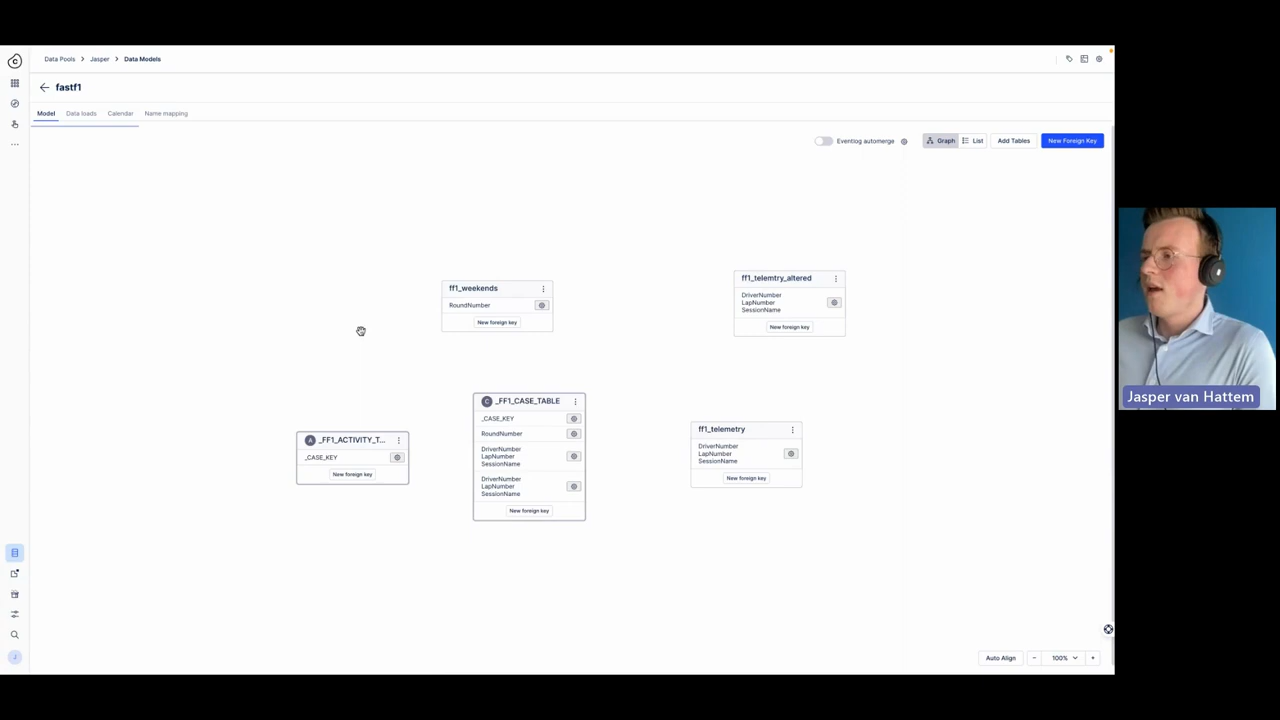 Data Pools > Jasper > Data Models
fastf1
Model Data loads Calendar Name mapping
Eventlog automerge Graph List Add Tables New Foreign Key
ff1_weekends
RoundNumber
New foreign key
ff1_telemtry_altered
DriverNumber
LapNumber
SessionName
New foreign key
A _FF1_ACTIVITY_T...
_CASE_KEY
New foreign key
C _FF1_CASE_TABLE
_CASE_KEY
RoundNumber
DriverNumber
LapNumber
SessionName
DriverNumber
LapNumber
SessionName
New foreign key
ff1_telemetry
DriverNumber
LapNumber
SessionName
New foreign key
Jasper van Hattem
J
Auto Align − 100% +